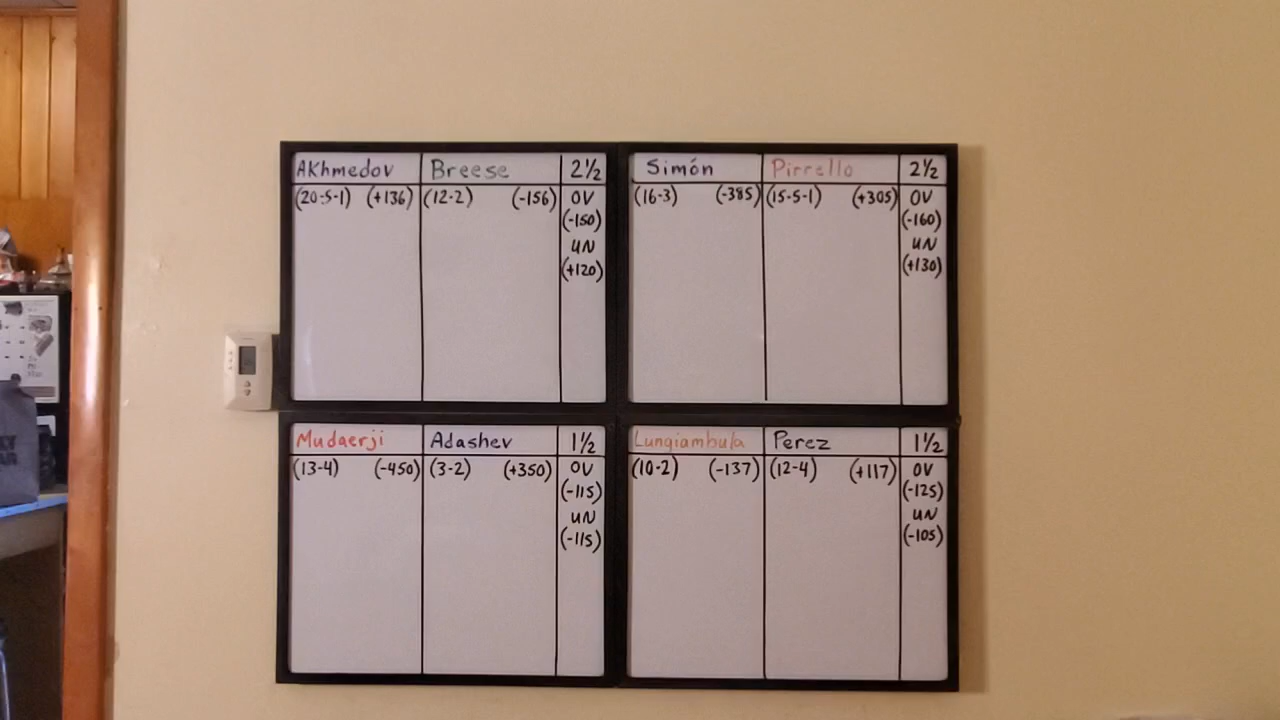 Akhmedov Breese 2½
(20-5-1) (+136) (12-2) (-156) OV
(-150)
UN
(+120)
Simón Pirrello 2½
(16-3) (-385) (15-5-1) (+305) OV
(-160)
UN
(+130)
Mudaerji Adashev 1½
(13-4) (-450) (3-2) (+350) OV
(-115)
UN
(-115)
Lungiambula Perez 1½
(10-2) (-137) (12-4) (+117) OV
(-125)
UN
(-105)